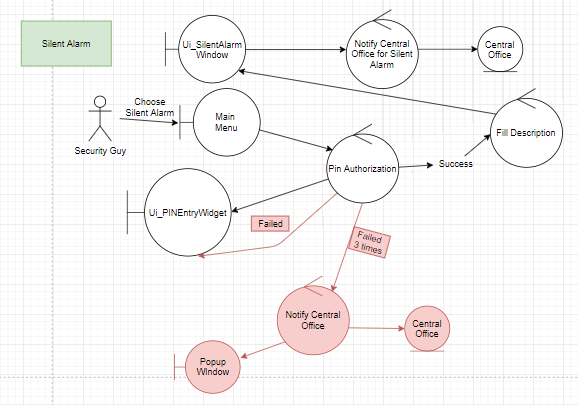 Silent Alarm
Ui_SilentAlarm
Window
Notify Central
Office for Silent
Alarm
Central
Office
Choose
Silent Alarm
Security Guy
Main
Menu
Fill Description
Pin Authorization
Success
Ui_PINEntryWidget
Failed
Failed
3 times
Notify Central
Office
Central
Office
Popup
WIndow